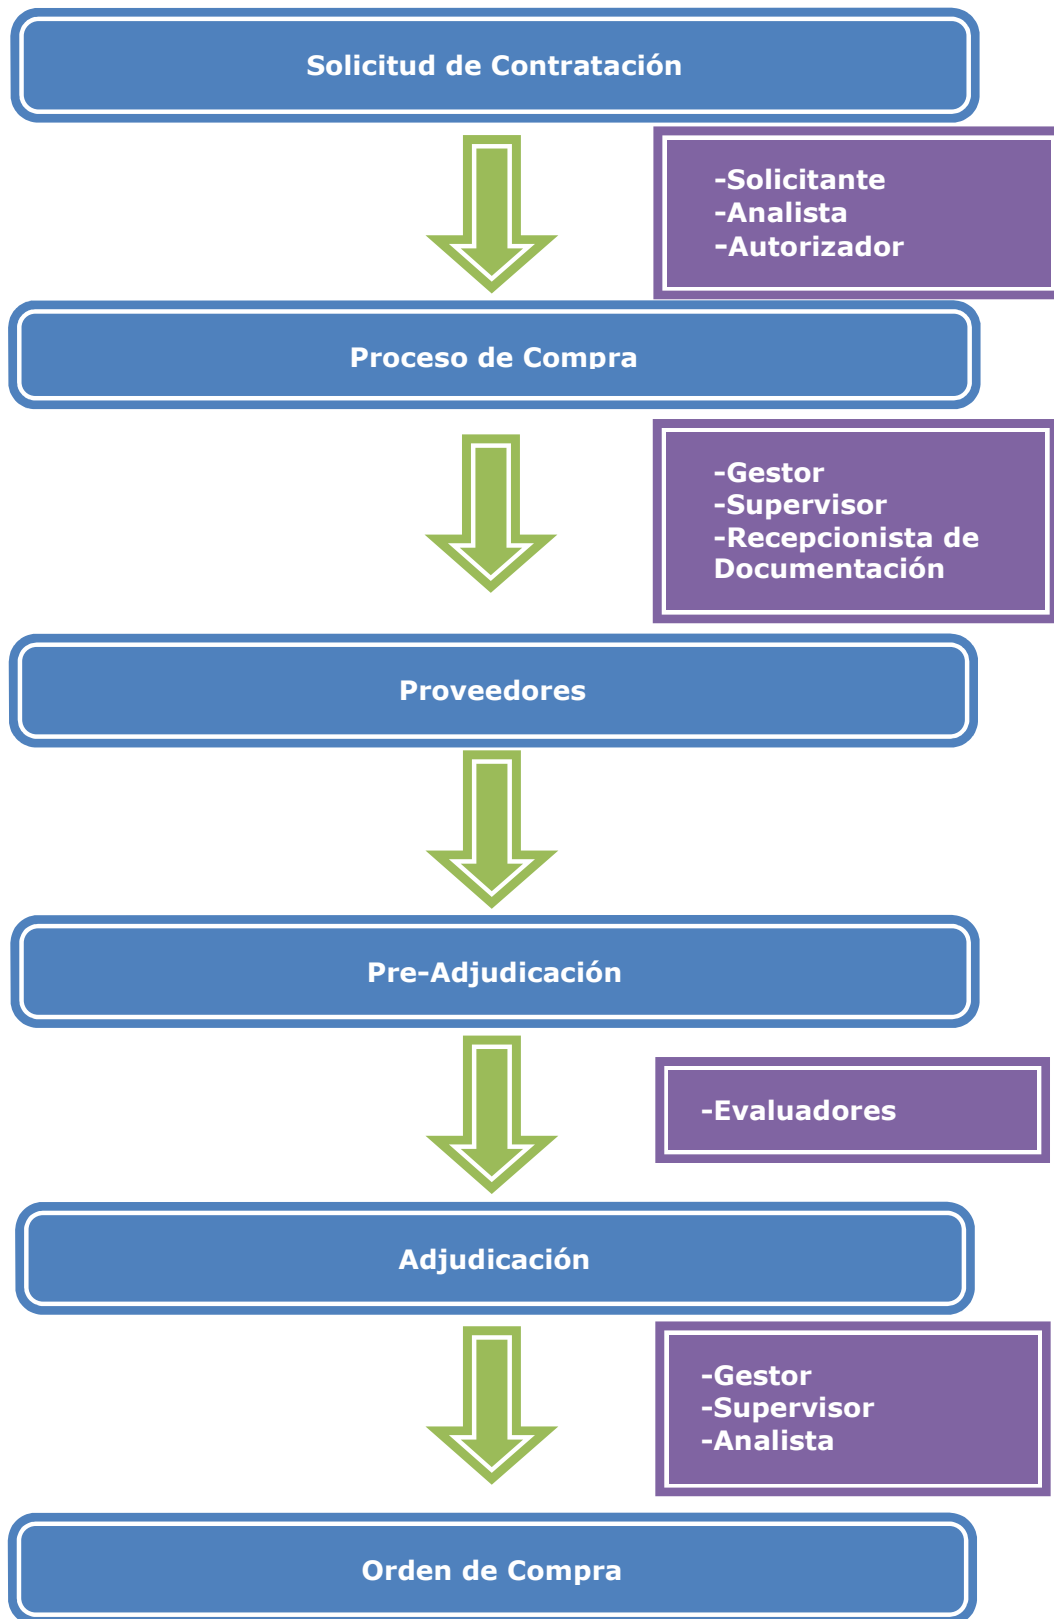 Solicitud de Contratación
-Solicitante
-Analista
-Autorizador
Proceso de Compra
-Gestor
-Supervisor
-Recepcionista de
Documentación
Proveedores
Pre-Adjudicación
-Evaluadores
Adjudicación
-Gestor
-Supervisor
-Analista
Orden de Compra